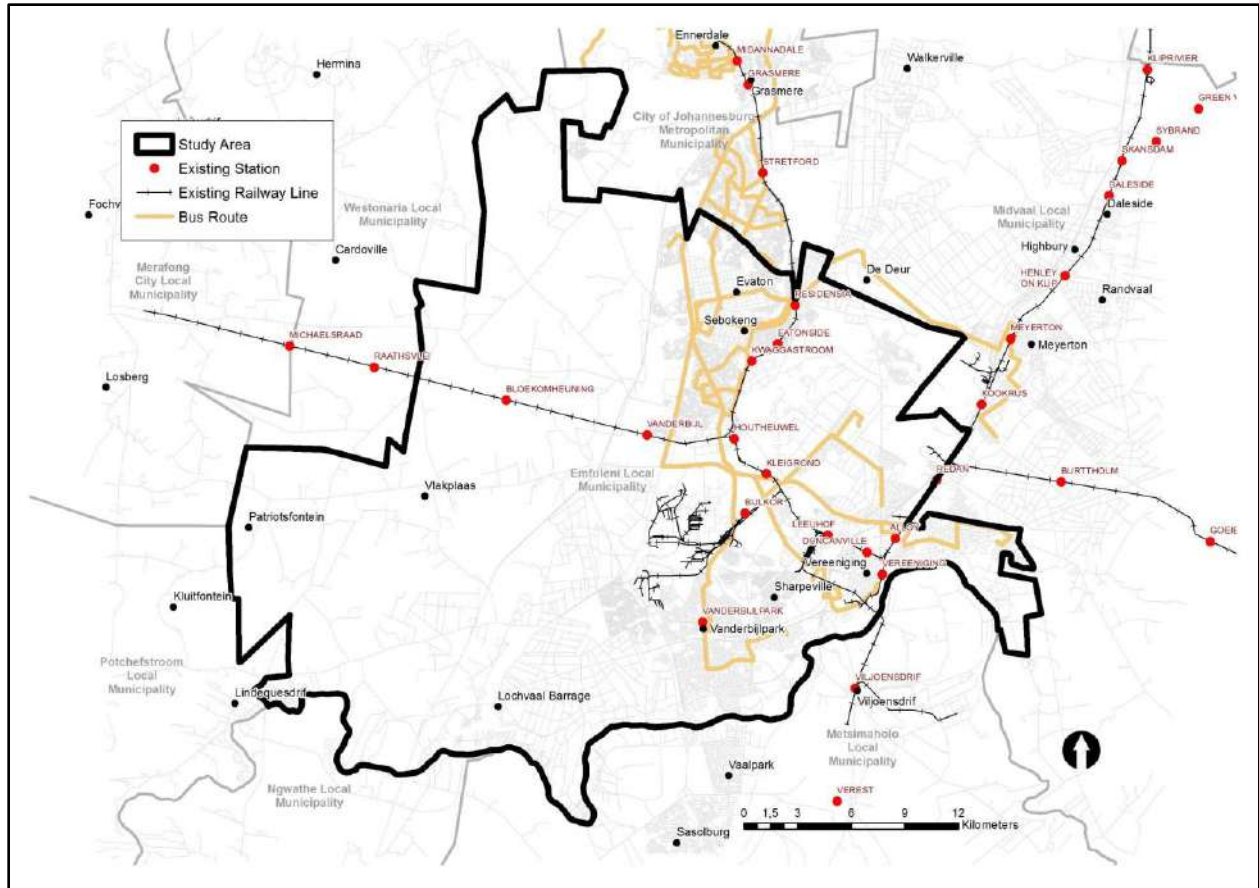 Ennerdale
MIDANNADALE
Hermina
Walkerville
KLIPRIVIER
GRASMERE
Grasmere
City of Johannesburg
Metropolitan
Municipality
SYBRAND
Study Area
Existing Station
Existing Railway Line
Bus Route
SKANSDAM
STRETFORD
DALESIDE
Daleside
Westonaria Local
Municipality
Midvaal Local
Municipality
Highbury
Cardoville
Merafong
City Local
Municipality
De Deur
HENLEY
ON KLIP
Randvaal
Evaton
RESIDENSIA
Sebokeng
EATONSIDE
MEYERTON
Meyerton
MICHAELSRAAD
KWAGGASTROOM
RAATHSVLEI
Losberg
BLOEKOMHEUNING
KOOKRUS
VANDERBIJL
HOUTHEUWEL
KLEIGROND
REDAN
BURTTHOLM
Emfuleni Local
Municipality
Vlakplaas
BIJLKOR
Patriotsfontein
LEEUHOF
ALLOY
DUNCANVILLE
Vereeniging
VEREENIGING
Sharpeville
Kluitfontein
VANDERBIJLPARK
Vanderbijlpark
Potchefstroom
Local
Municipality
VILJOENSDRIF
Viljoensdrif
Lindequesdrif
Lochvaal Barrage
Metsimaholo
Local
Municipality
Vaalpark
Ngwathe Local
Municipality
VEREST
0 1,5 3 6 9 12
Kilometers
Sasolburg